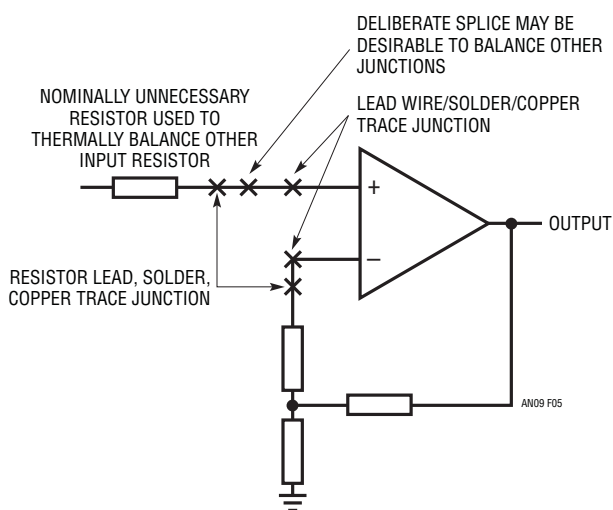 DELIBERATE SPLICE MAY BE
DESIRABLE TO BALANCE OTHER
JUNCTIONS
NOMINALLY UNNECESSARY
RESISTOR USED TO
THERMALLY BALANCE OTHER
INPUT RESISTOR
LEAD WIRE/SOLDER/COPPER
TRACE JUNCTION
+
–
OUTPUT
RESISTOR LEAD, SOLDER,
COPPER TRACE JUNCTION
AN09 F05